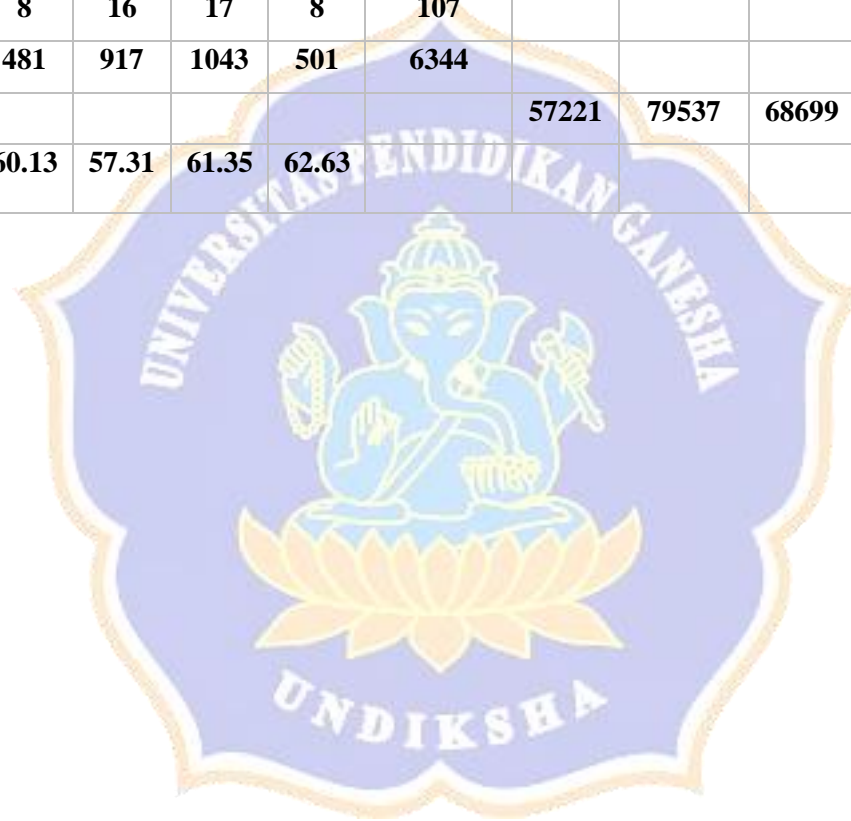 8 16 17 8 107
481 917 1043 501 6344
57221 79537 68699
60.13 57.31 61.35 62.63
UNIVERSITAS PENDIDIKAN GANESHA
UNDIKSHA